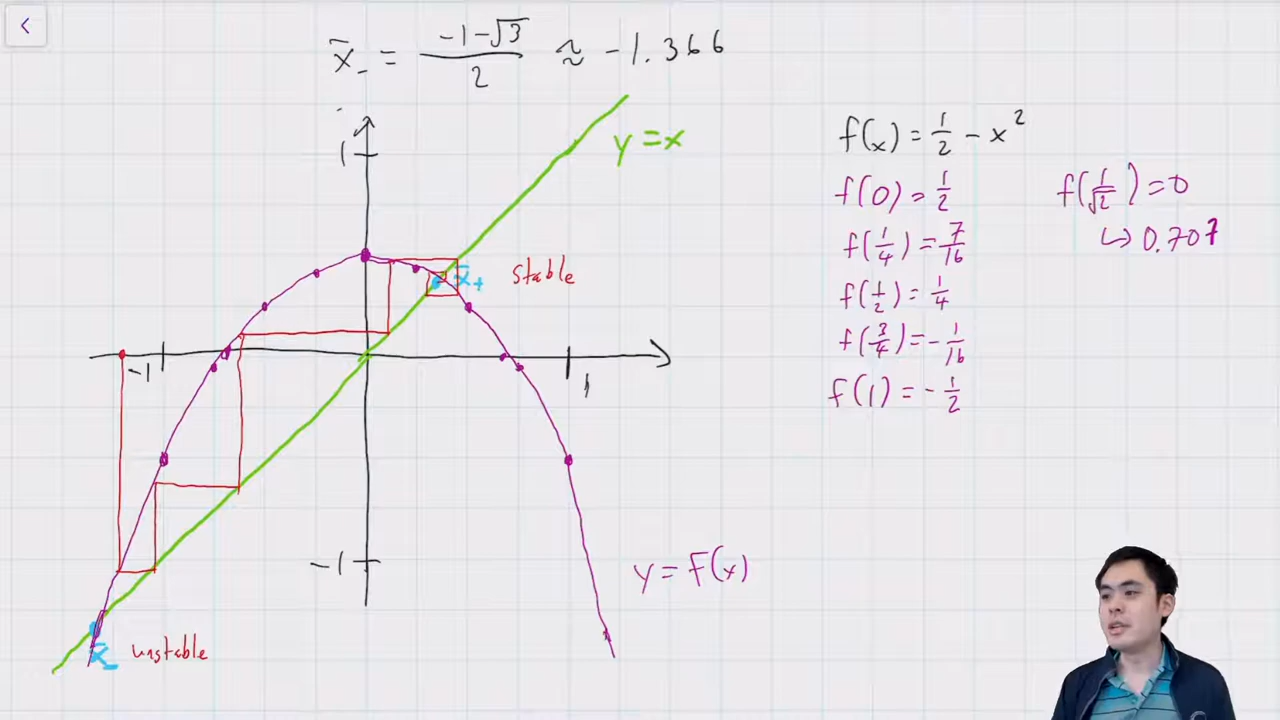 x̄₋ = (-1-√3)/2 ≈ -1.366
1
y = x
f(x) = 1/2 - x²
f(0) = 1/2
f(1/√2) = 0
↳ 0.707
f(1/4) = 7/16
x̄₊
stable
f(1/2) = 1/4
f(3/4) = -1/16
-1
1
f(1) = -1/2
-1
y = f(x)
x̄₋
unstable